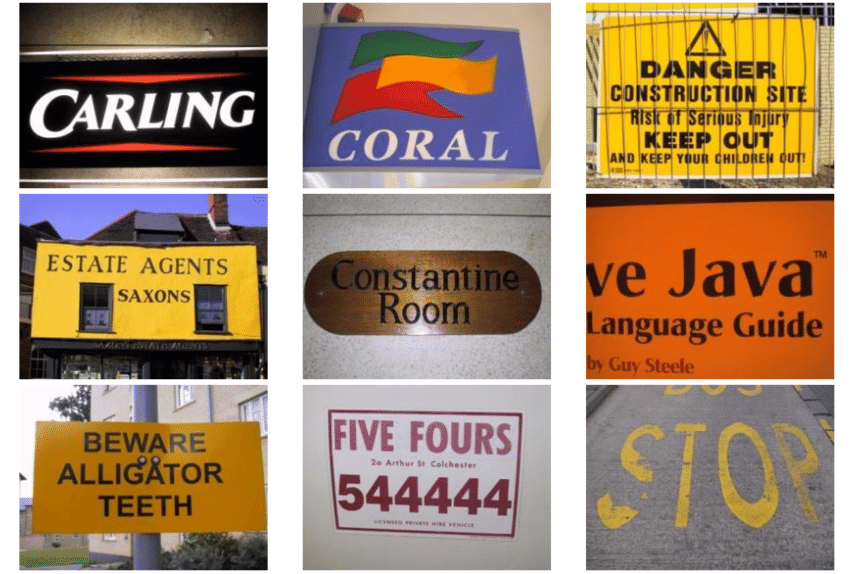 CARLING
CORAL
DANGER
CONSTRUCTION SITE
Risk of Serious Injury
KEEP OUT
AND KEEP YOUR CHILDREN OUT!
ESTATE AGENTS
SAXONS
Constantine
Room
ve Java™
Language Guide
by Guy Steele
BEWARE
ALLIGATOR
TEETH
FIVE FOURS
2a Arthur St Colchester
544444
LICENSED PRIVATE HIRE VEHICLE
BUS
STOP